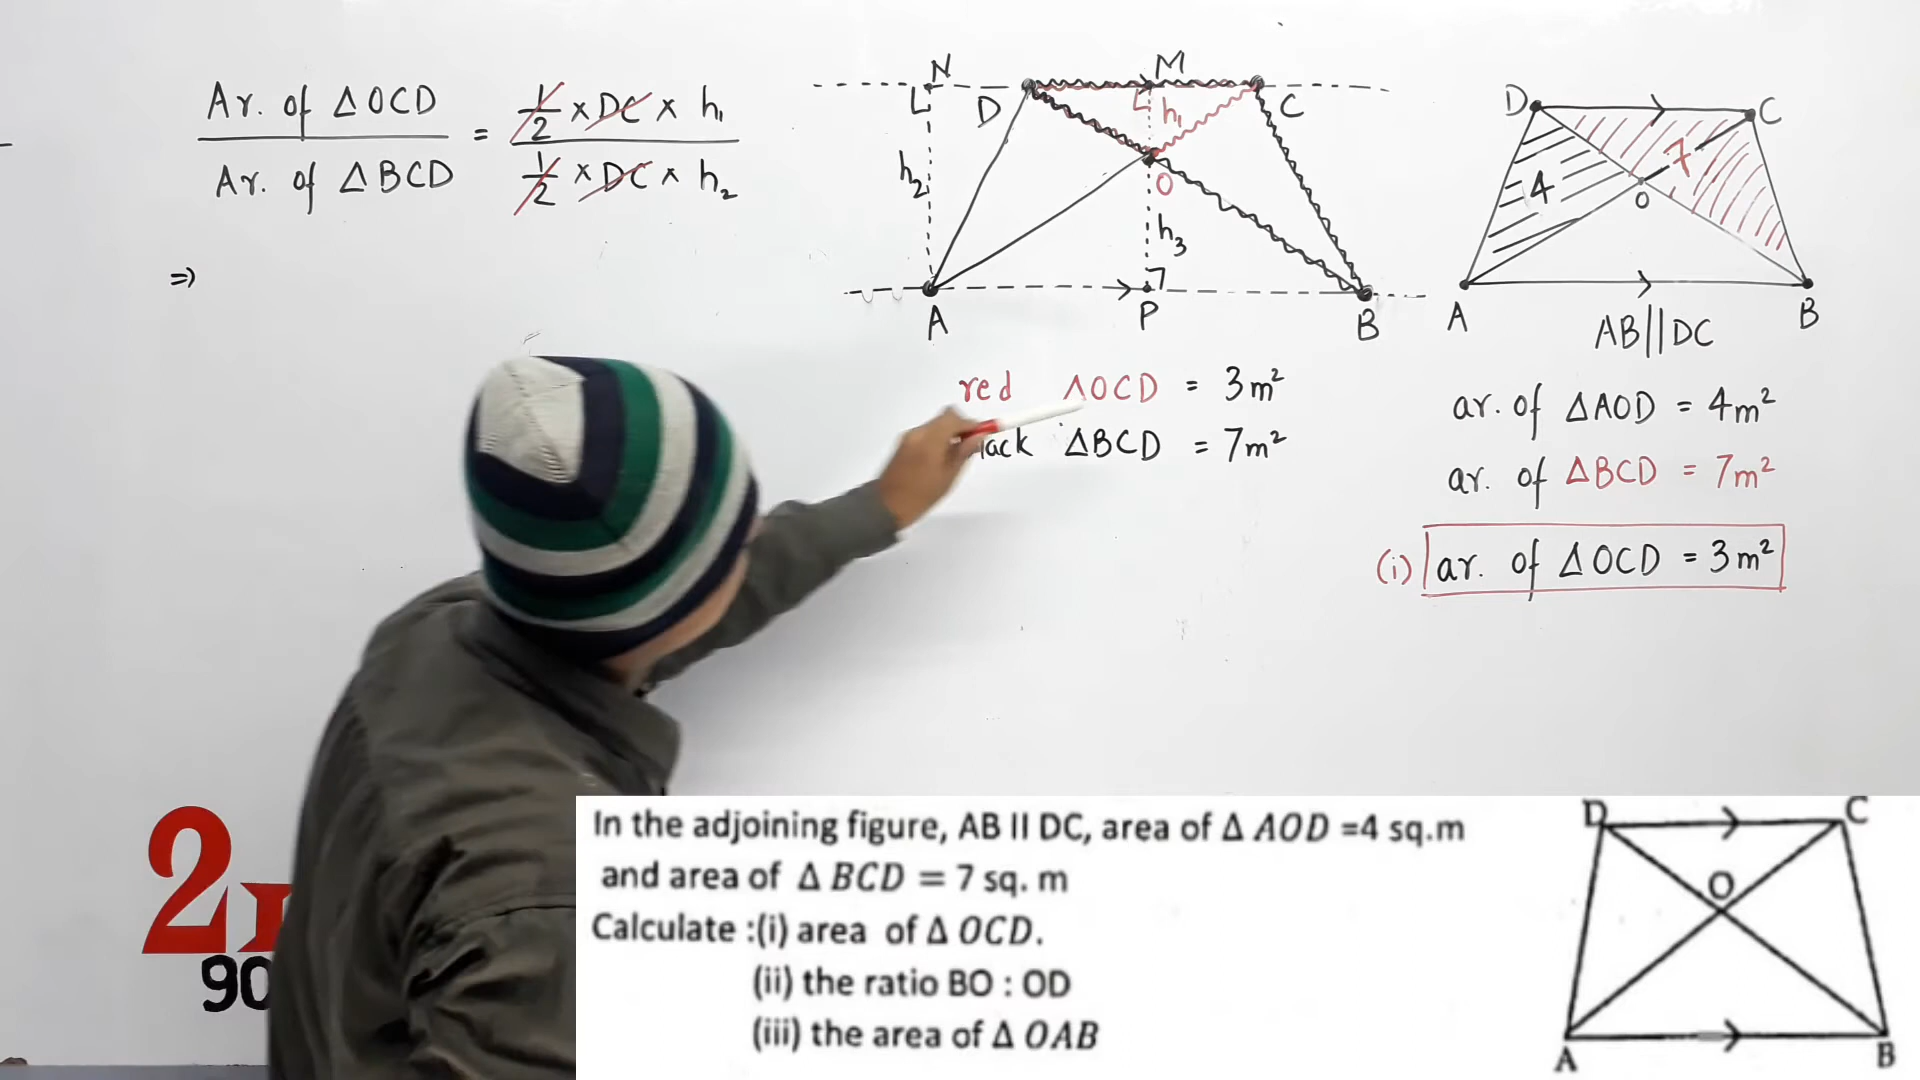 Ar. of ΔOCD / Ar. of ΔBCD = 1/2 × DC × h₁ / 1/2 × DC × h₂
⇒
N M
D C
h₁
h₂
O
h₃
A P B
D C
4 7
O
A B
AB||DC
red ΔOCD = 3m²
ΔBCD = 7m²
ar. of ΔAOD = 4m²
ar. of ΔBCD = 7m²
(i) ar. of ΔOCD = 3m²
2
90
In the adjoining figure, AB II DC, area of Δ AOD =4 sq.m
and area of Δ BCD = 7 sq. m
Calculate :(i) area of Δ OCD.
(ii) the ratio BO : OD
(iii) the area of Δ OAB
D C
O
A B